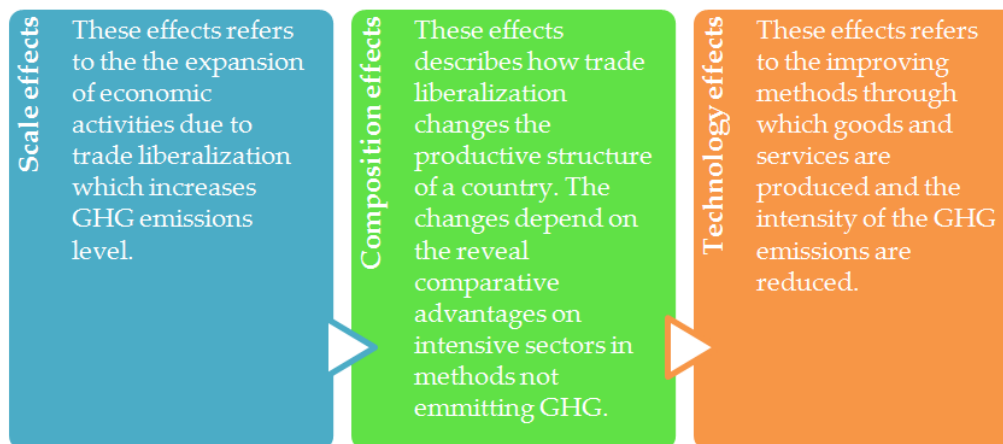 Scale effects
These effects refers
to the the expansion
of economic
activities due to
trade liberalization
which increases
GHG emissions
level.
Composition effects
These effects
describes how trade
liberalization
changes the
productive structure
of a country. The
changes depend on
the reveal
comparative
advantages on
intensive sectors in
methods not
emmitting GHG.
Technology effects
These effects refers
to the improving
methods through
which goods and
services are
produced and the
intensity of the GHG
emissions are
reduced.